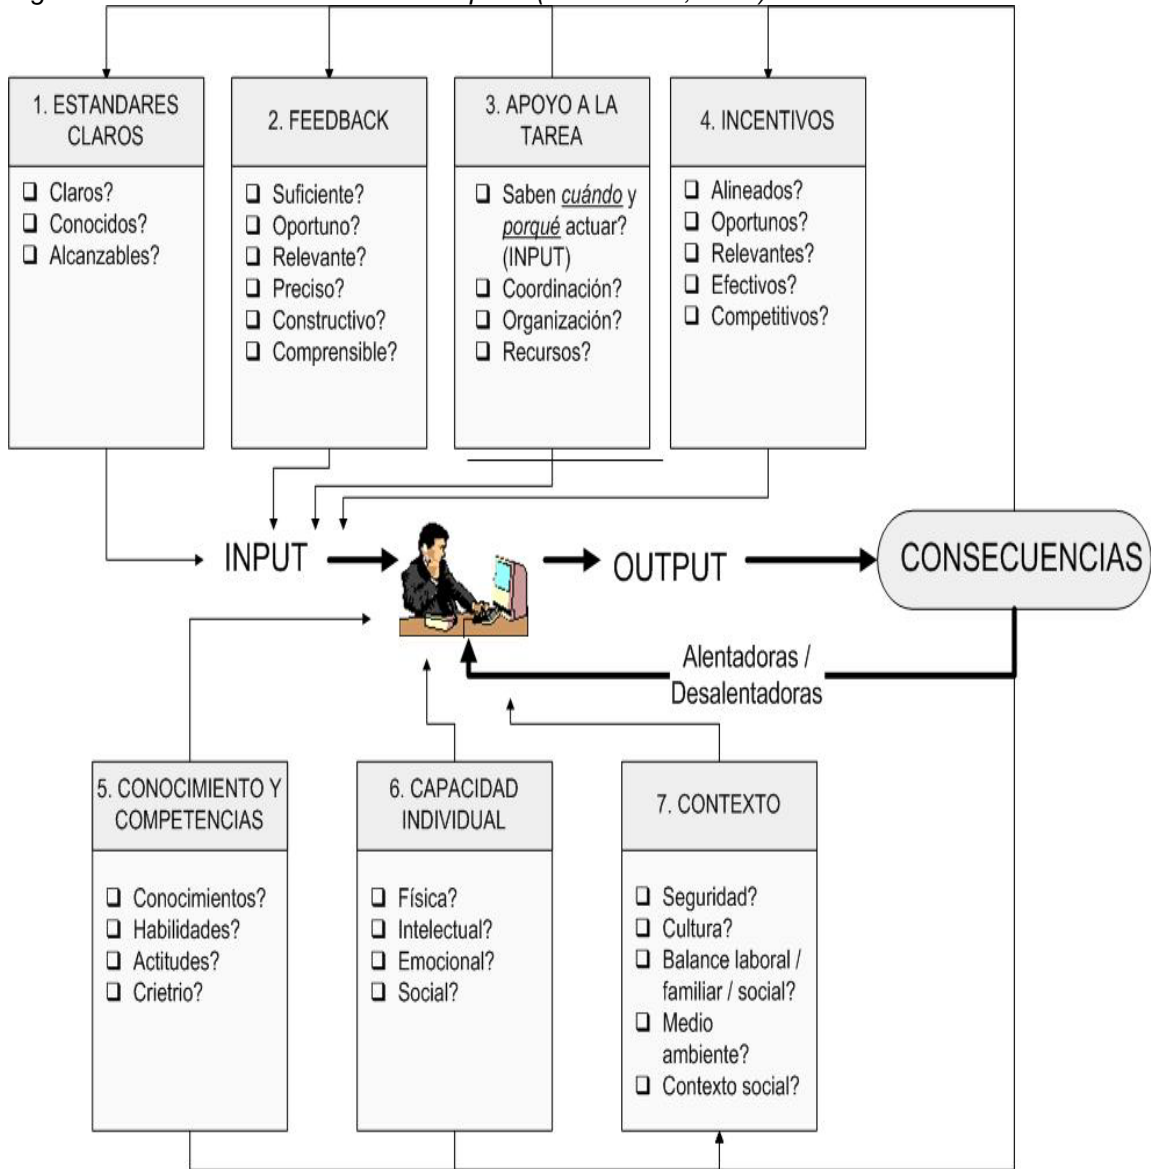 1. ESTANDARES
CLAROS
❑ Claros?
❑ Conocidos?
❑ Alcanzables?
2. FEEDBACK
❑ Suficiente?
❑ Oportuno?
❑ Relevante?
❑ Preciso?
❑ Constructivo?
❑ Comprensible?
3. APOYO A LA
TAREA
❑ Saben cuándo y
porqué actuar?
(INPUT)
❑ Coordinación?
❑ Organización?
❑ Recursos?
4. INCENTIVOS
❑ Alineados?
❑ Oportunos?
❑ Relevantes?
❑ Efectivos?
❑ Competitivos?
INPUT
OUTPUT
CONSECUENCIAS
Alentadoras /
Desalentadoras
5. CONOCIMIENTO Y
COMPETENCIAS
❑ Conocimientos?
❑ Habilidades?
❑ Actitudes?
❑ Crietrio?
6. CAPACIDAD
INDIVIDUAL
❑ Física?
❑ Intelectual?
❑ Emocional?
❑ Social?
7. CONTEXTO
❑ Seguridad?
❑ Cultura?
❑ Balance laboral /
familiar / social?
❑ Medio
ambiente?
❑ Contexto social?